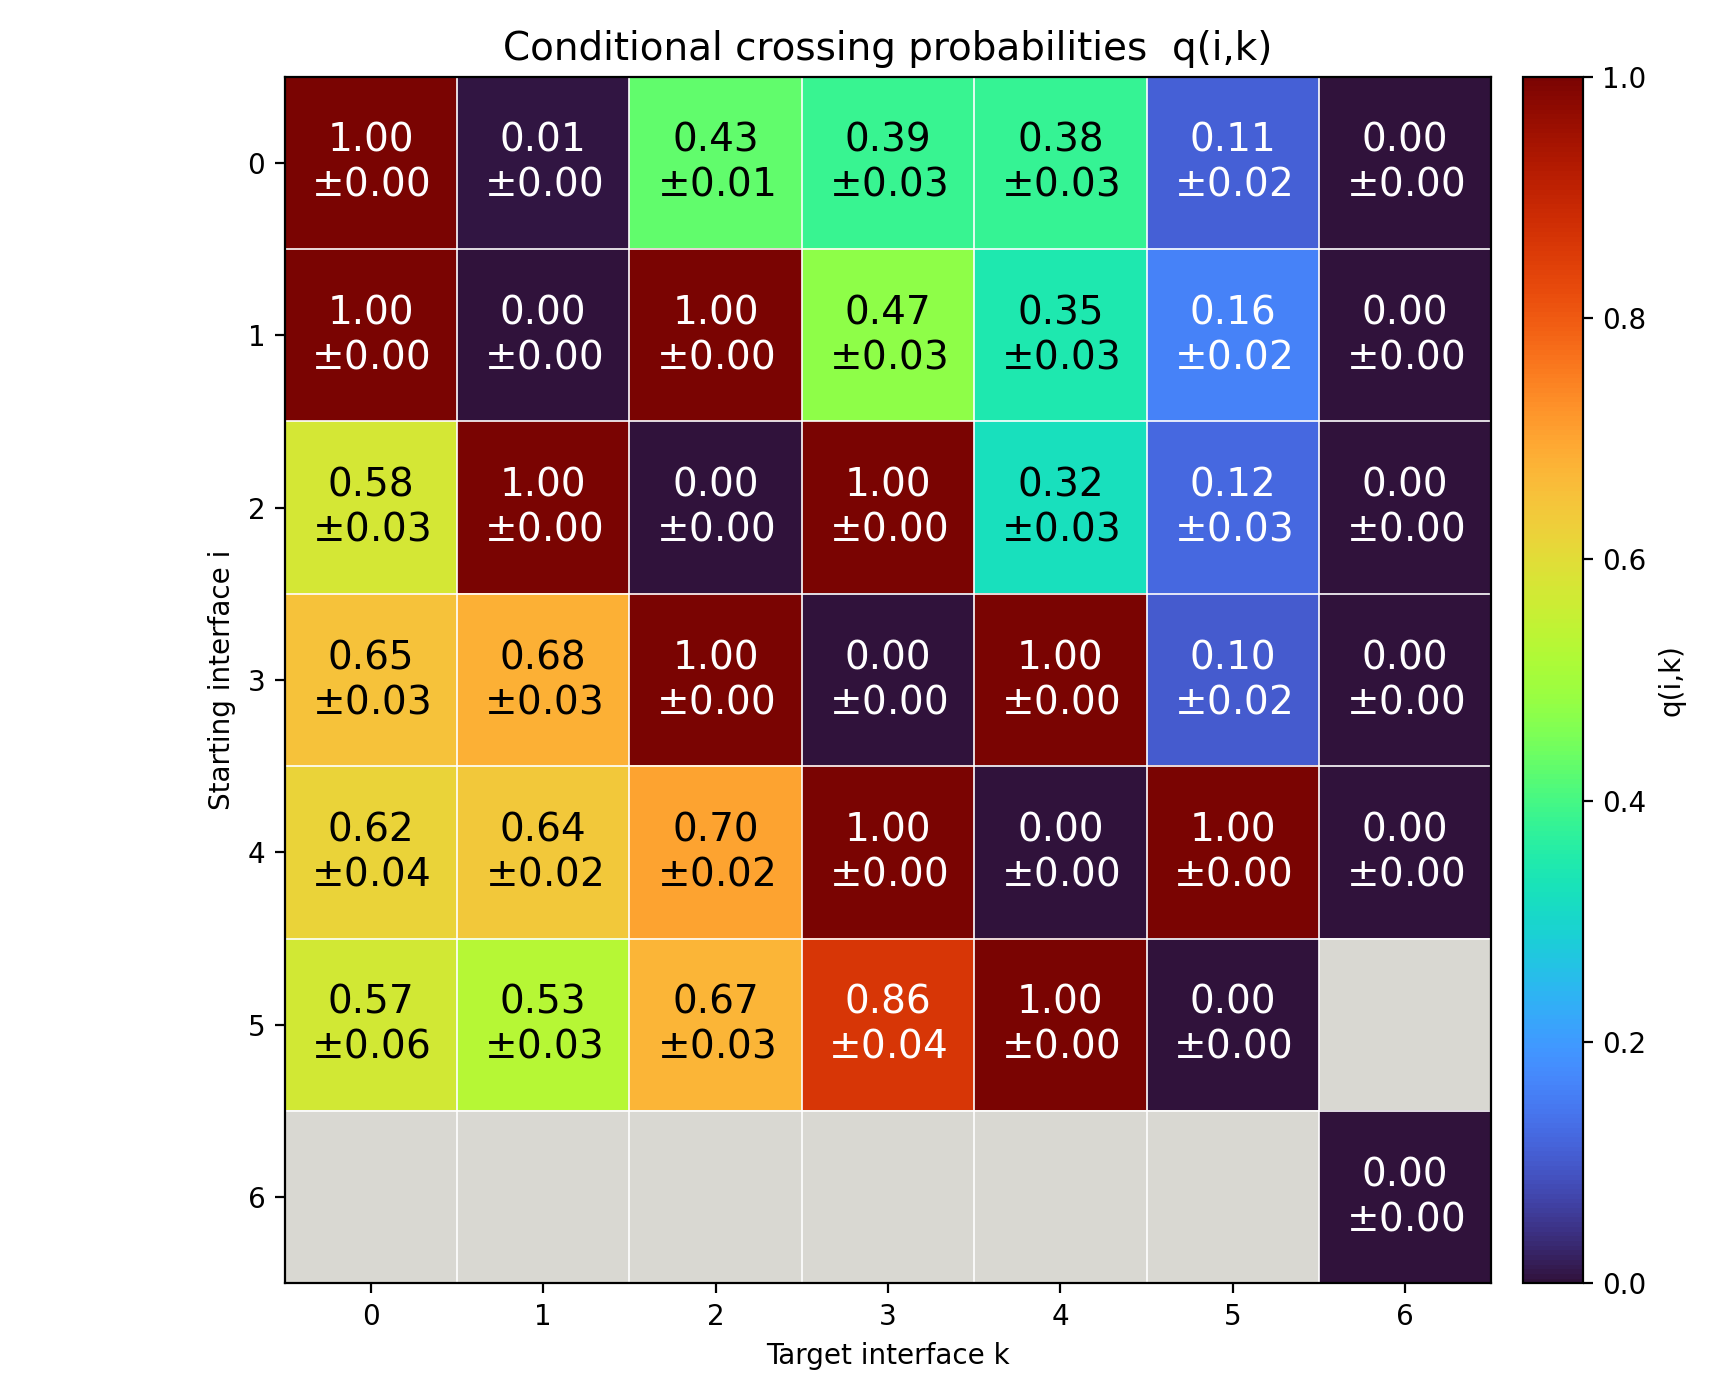 Conditional crossing probabilities  q(i,k)
1.00 0.01 0.43 0.39 0.38 0.11 0.00
±0.00 ±0.00 ±0.01 ±0.03 ±0.03 ±0.02 ±0.00
1.00 0.00 1.00 0.47 0.35 0.16 0.00
±0.00 ±0.00 ±0.00 ±0.03 ±0.03 ±0.02 ±0.00
0.58 1.00 0.00 1.00 0.32 0.12 0.00
±0.03 ±0.00 ±0.00 ±0.00 ±0.03 ±0.03 ±0.00
0.65 0.68 1.00 0.00 1.00 0.10 0.00
±0.03 ±0.03 ±0.00 ±0.00 ±0.00 ±0.02 ±0.00
0.62 0.64 0.70 1.00 0.00 1.00 0.00
±0.04 ±0.02 ±0.02 ±0.00 ±0.00 ±0.00 ±0.00
0.57 0.53 0.67 0.86 1.00 0.00
±0.06 ±0.03 ±0.03 ±0.04 ±0.00 ±0.00
0.00
±0.00
0
1
2
3
4
5
6
Starting interface i
0 1 2 3 4 5 6
Target interface k
1.0
0.8
0.6
0.4
0.2
0.0
q(i,k)